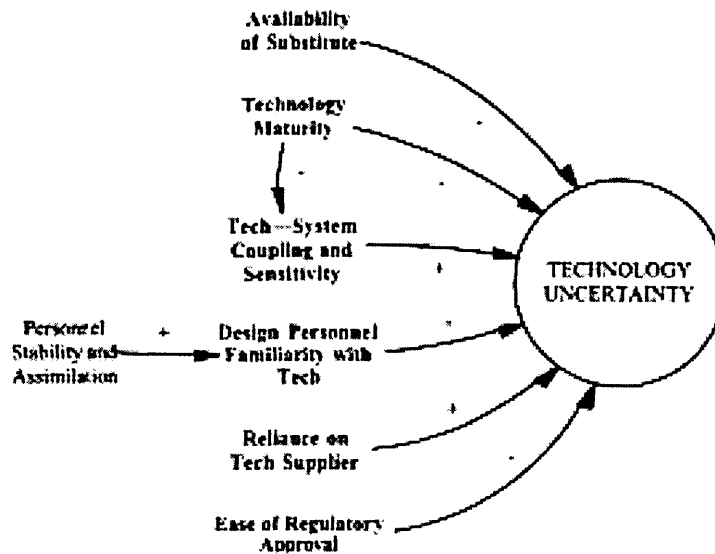 Availability
of Substitute
Technology
Maturity
Tech—System
Coupling and
Sensitivity
TECHNOLOGY
UNCERTAINTY
Personnel
Stability and
Assimilation
+
Design Personnel
Familiarity with
Tech
+
+
Reliance on
Tech Supplier
Ease of Regulatory
Approval